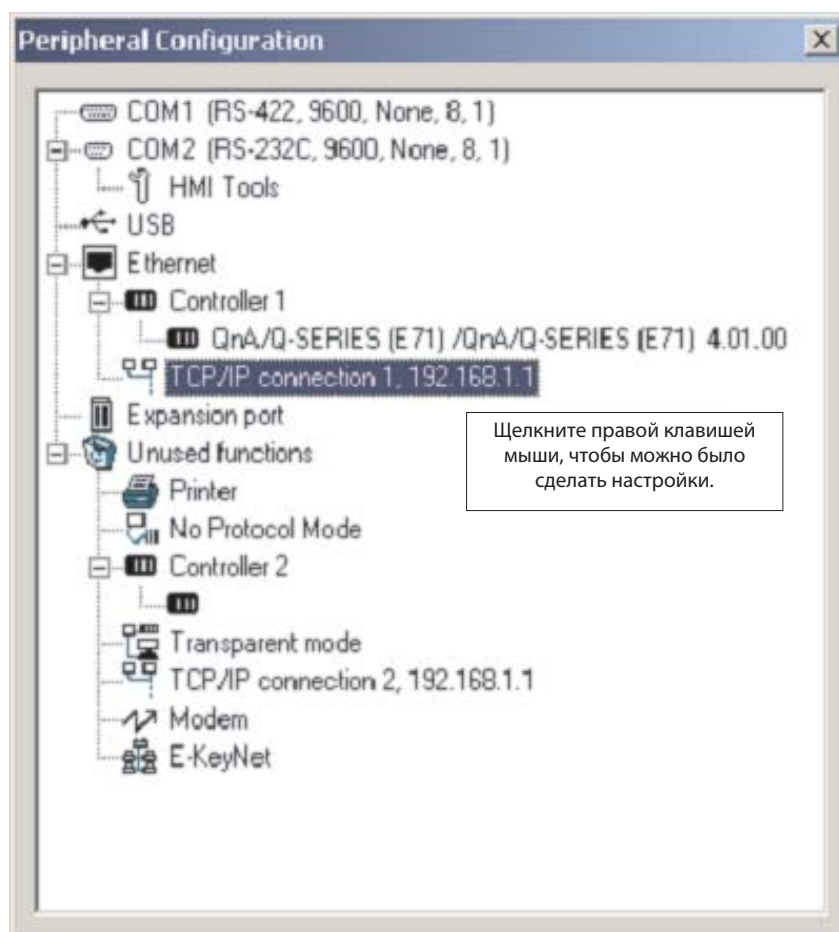 Peripheral Configuration
COM1 (RS-422, 9600, None, 8, 1)
COM2 (RS-232C, 9600, None, 8, 1)
HMI Tools
USB
Ethernet
Controller 1
QnA/Q-SERIES (E71) /QnA/Q-SERIES (E71) 4.01.00
TCP/IP connection 1, 192.168.1.1
Expansion port
Щелкните правой клавишей
мыши, чтобы можно было
сделать настройки.
Unused functions
Printer
No Protocol Mode
Controller 2
Transparent mode
TCP/IP connection 2, 192.168.1.1
Modem
E-KeyNet